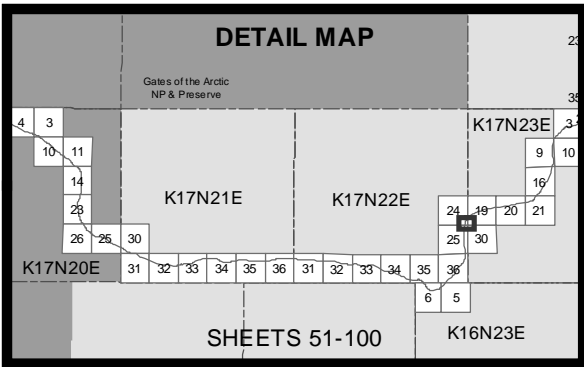 DETAIL MAP
23
Gates of the Arctic
NP & Preserve
35
4 3
K17N23E
3
10 11
9 10
14
16
K17N21E
K17N22E
23
24 19 20 21
26 25 30
25 30
K17N20E
31 32 33 34 35 36 31 32 33 34 35 36
6 5
SHEETS 51-100
K16N23E